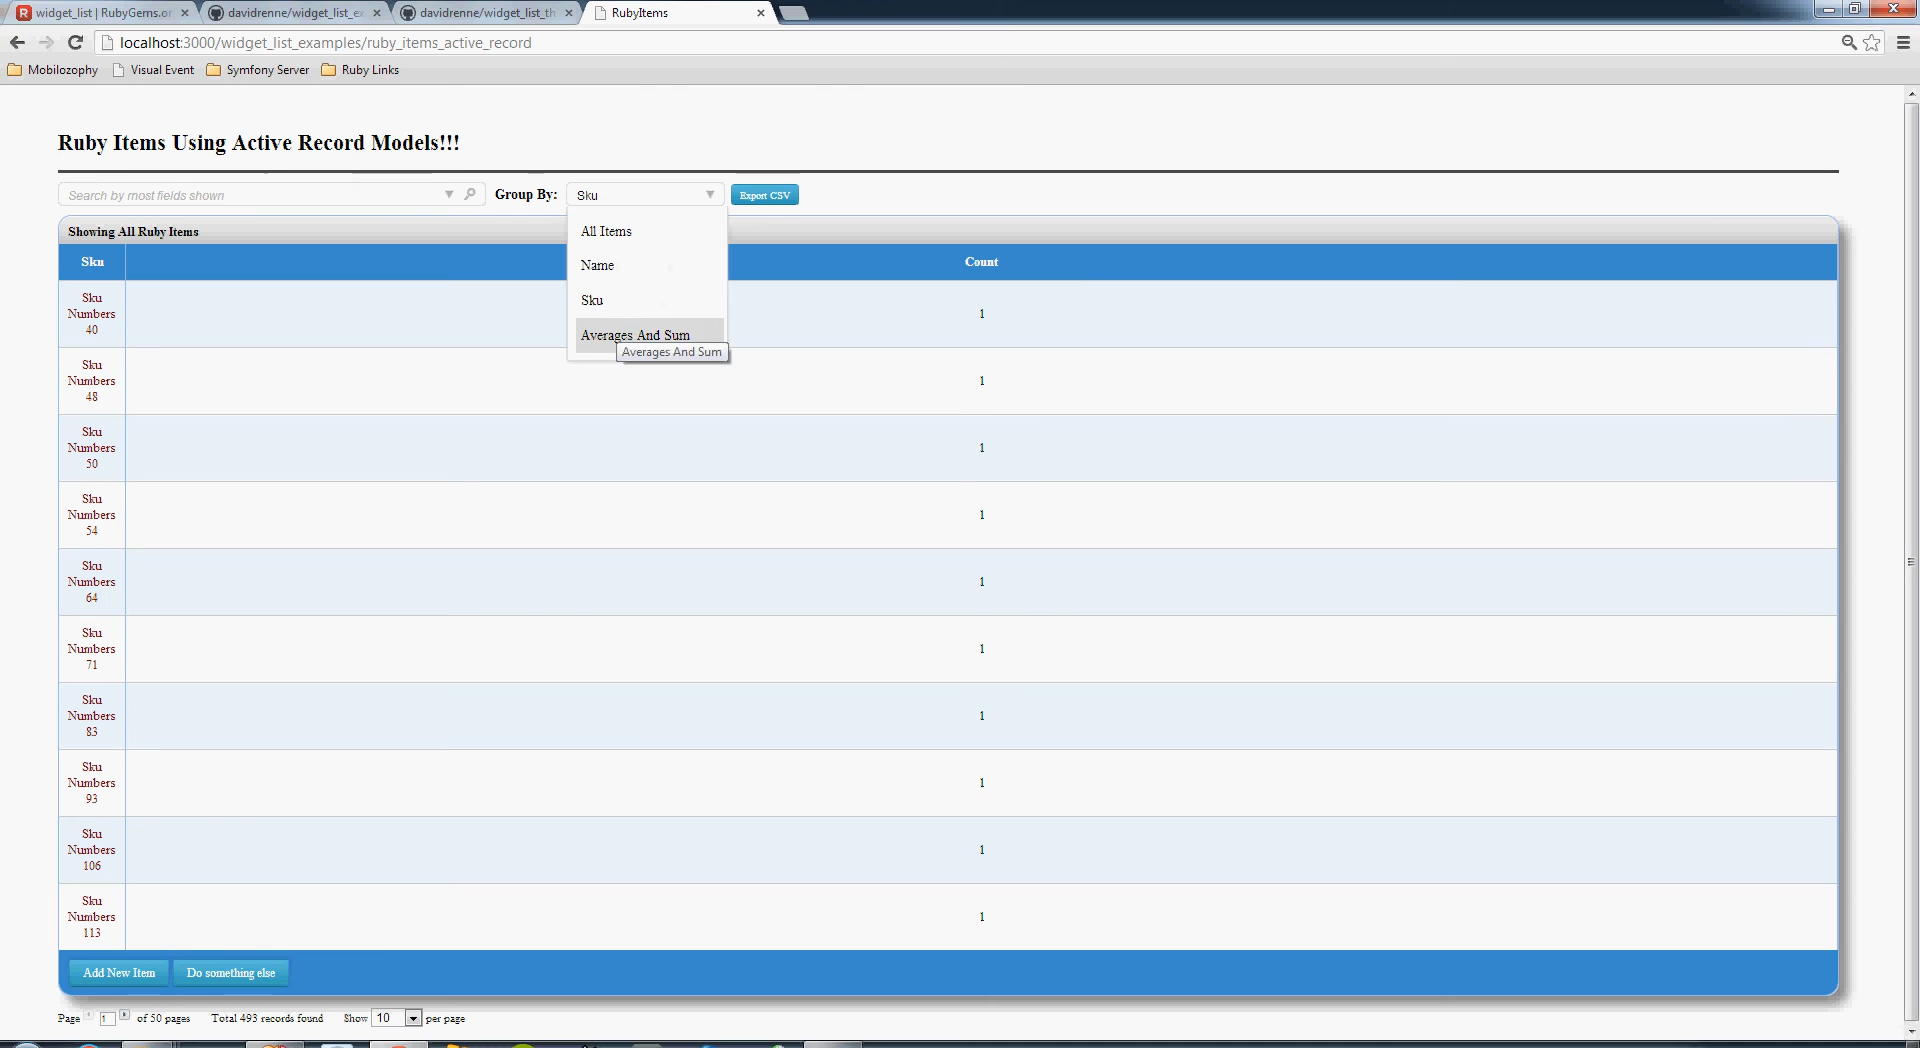 widget_list | RubyGems.or davidrenne/widget_list_ex davidrenne/widget_list_th RubyItems
localhost:3000/widget_list_examples/ruby_items_active_record
Mobilozophy Visual Event Symfony Server Ruby Links
Ruby Items Using Active Record Models!!!
Search by most fields shown Group By: Sku Export CSV
Showing All Ruby Items
All Items
Name
Sku
Averages And Sum
Averages And Sum
Sku Count
Sku
Numbers 1
40
Sku
Numbers 1
48
Sku
Numbers 1
50
Sku
Numbers 1
54
Sku
Numbers 1
64
Sku
Numbers 1
71
Sku
Numbers 1
83
Sku
Numbers 1
93
Sku
Numbers 1
106
Sku
Numbers 1
113
Add New Item Do something else
Page 1 of 50 pages Total 493 records found Show 10 per page